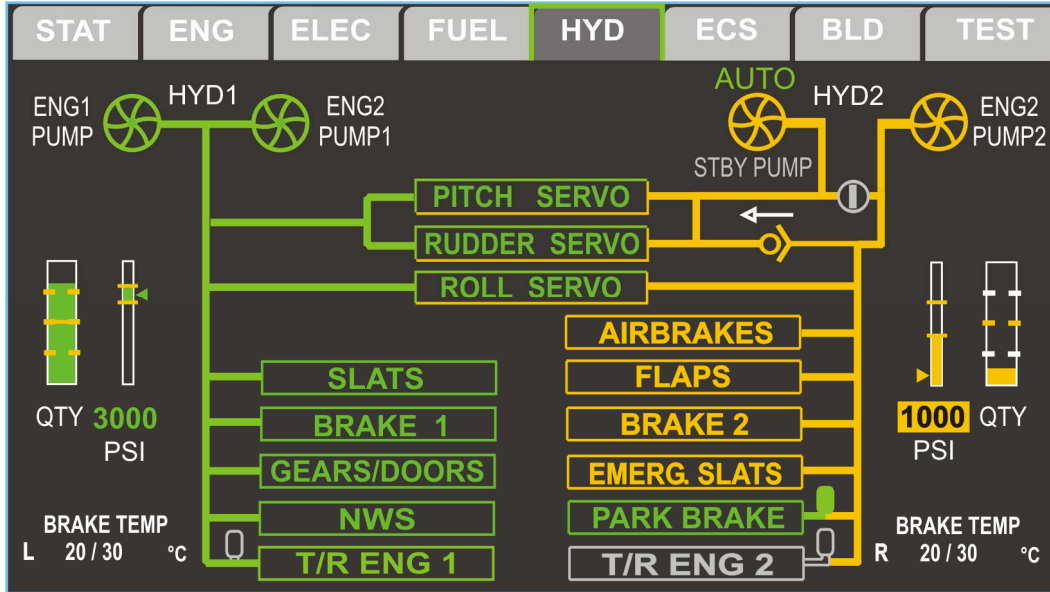 STAT ENG ELEC FUEL HYD ECS BLD TEST
ENG1
PUMP
HYD1
ENG2
PUMP1
AUTO
STBY PUMP
HYD2
ENG2
PUMP2
PITCH SERVO
RUDDER SERVO
ROLL SERVO
AIRBRAKES
SLATS
FLAPS
QTY 3000
PSI
BRAKE 1
BRAKE 2
1000 QTY
PSI
GEARS/DOORS
EMERG. SLATS
NWS
PARK BRAKE
T/R ENG 1
T/R ENG 2
BRAKE TEMP
L 20 / 30 °C
BRAKE TEMP
R 20 / 30 °C